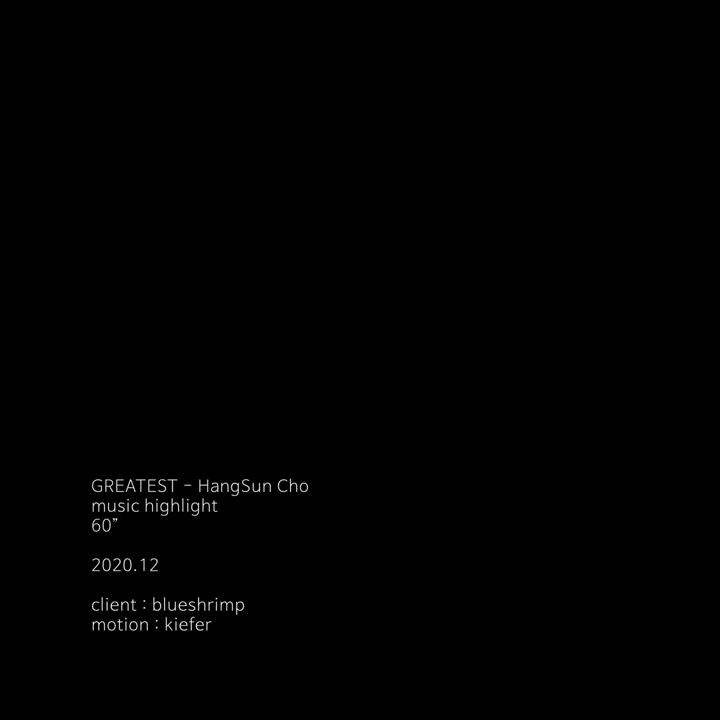 GREATEST - HangSun Cho
music highlight
60”
2020.12
client : blueshrimp
motion : kiefer